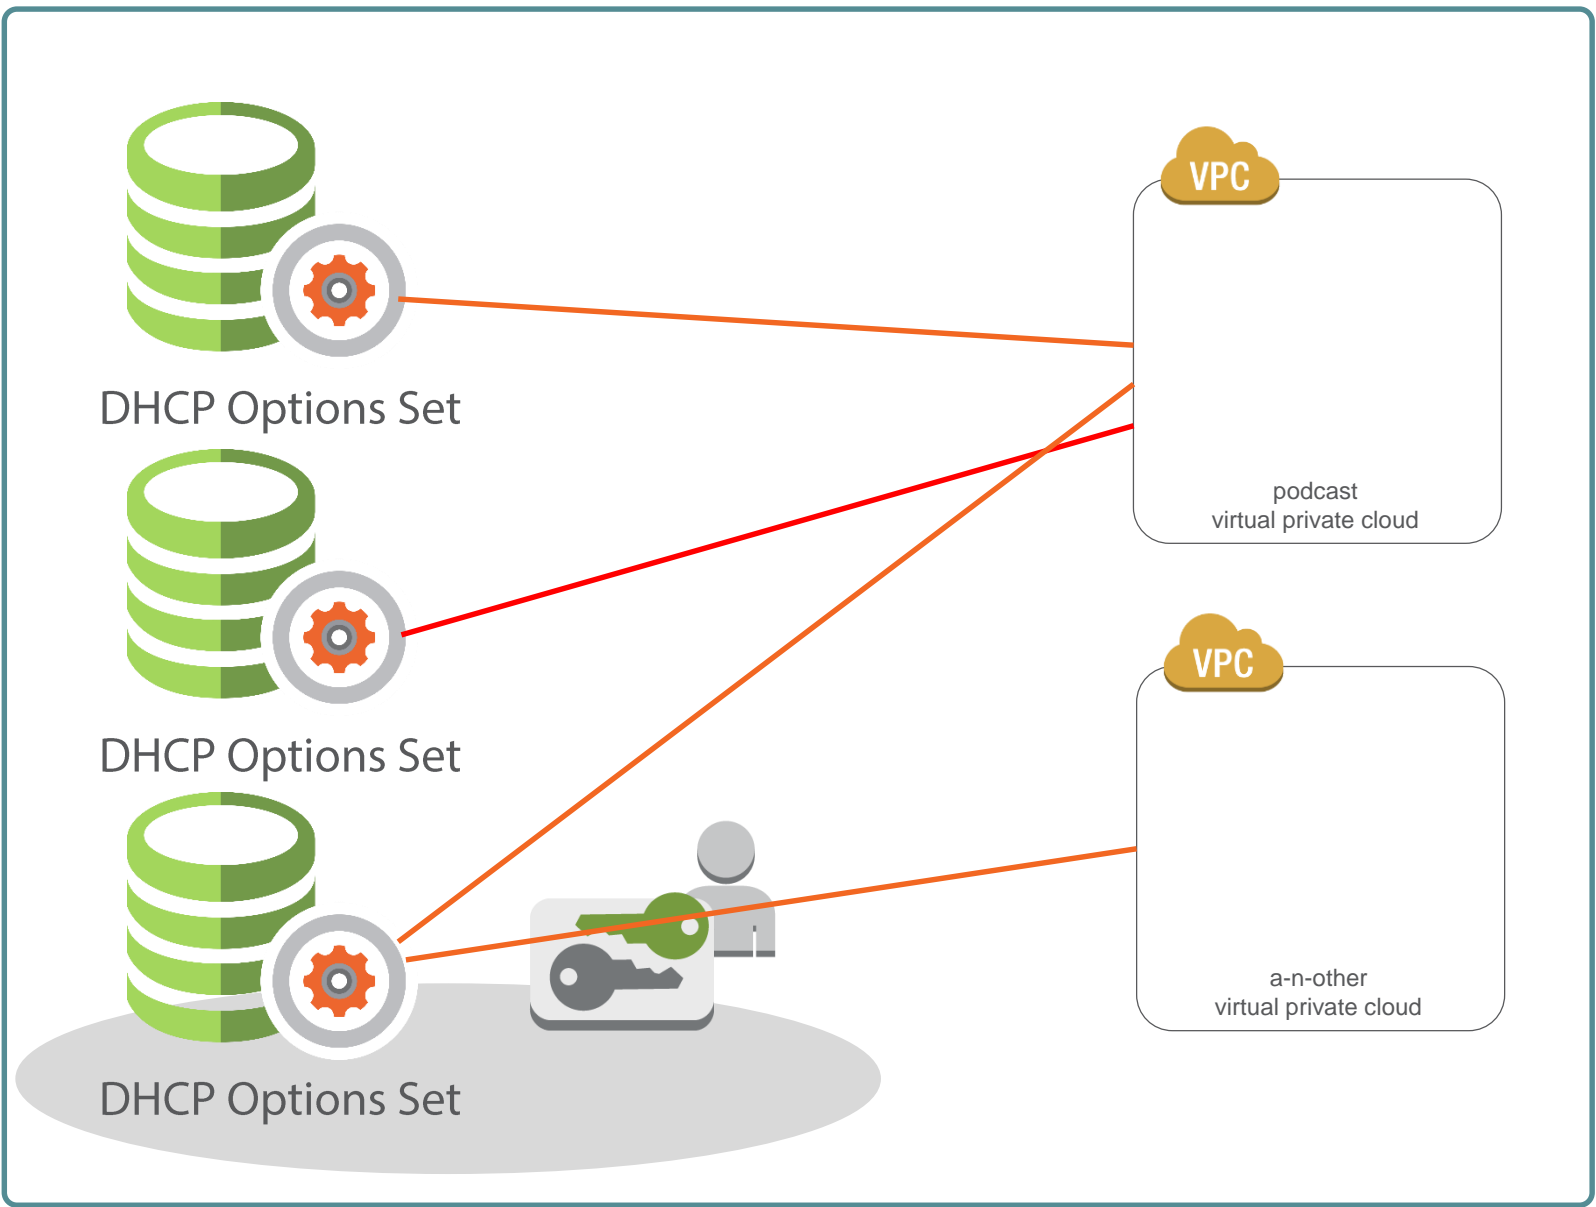 VPC
DHCP Options Set
podcast
virtual private cloud
DHCP Options Set
VPC
a-n-other
virtual private cloud
DHCP Options Set